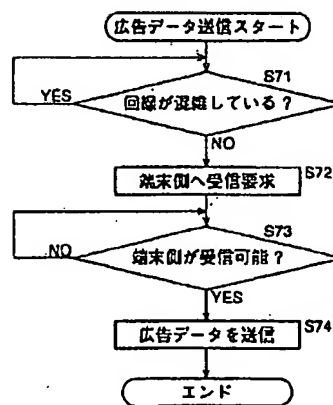 広告データ送信スタート
S71
YES
回線が混雑している？
NO
S72
端末側へ受信要求
S73
NO
端末側が受信可能？
YES
S74
広告データを送信
エンド